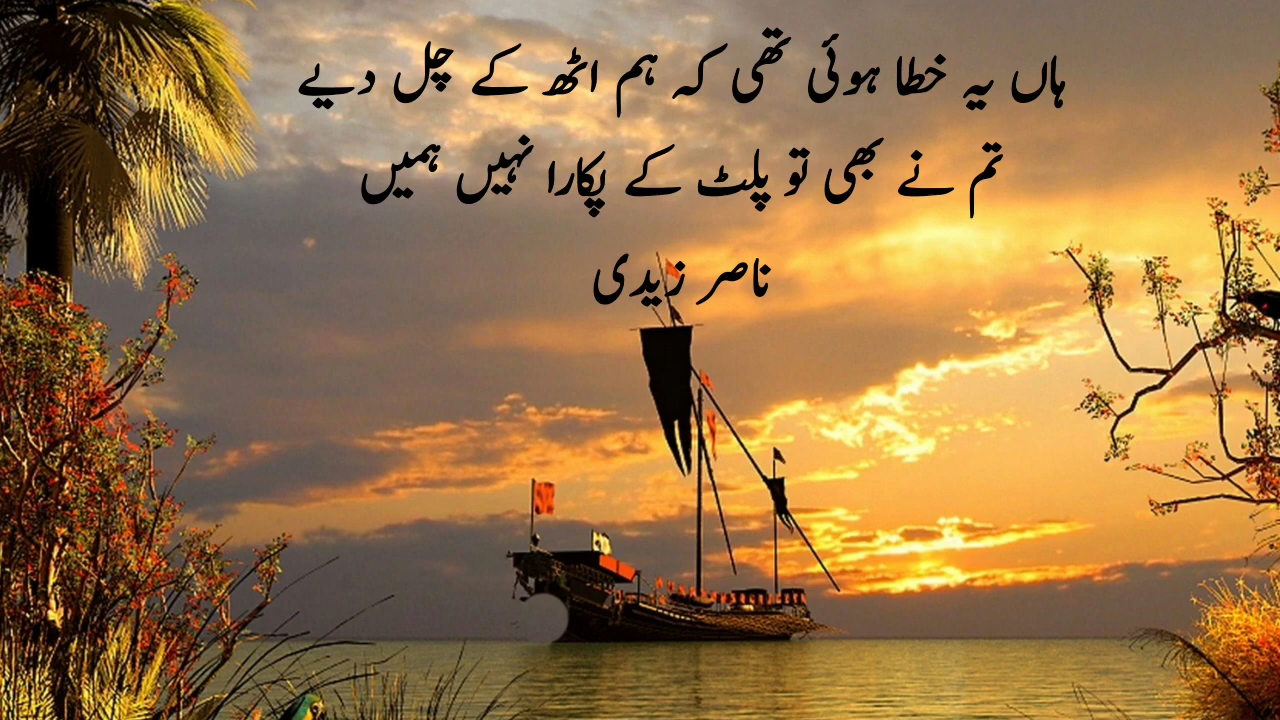 ہاں یہ خطا ہوئی تھی کہ ہم اٹھ کے چل دیے
تم نے بھی تو پلٹ کے پکارا نہیں ہمیں
ناصر زیدی